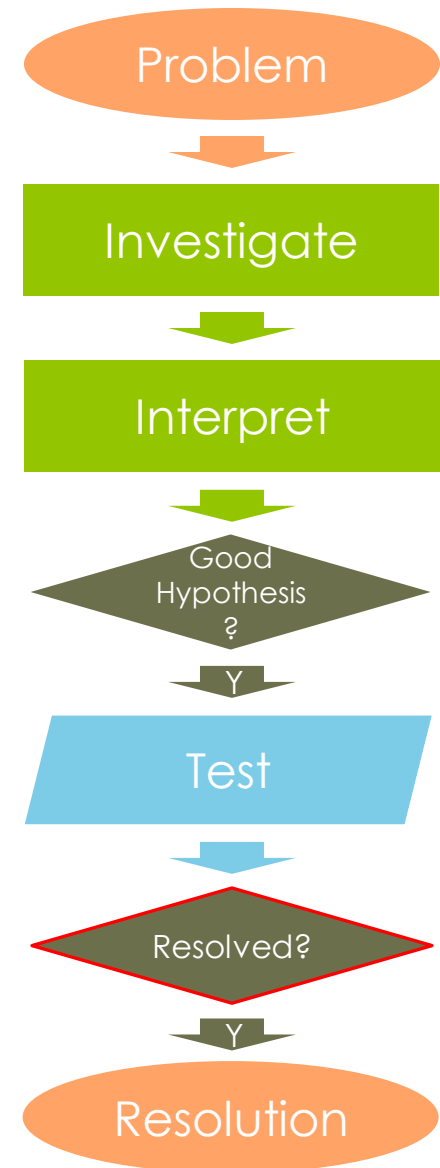 Problem
Investigate
Interpret
Good
Hypothesis
?
Y
Test
Resolved?
Y
Resolution